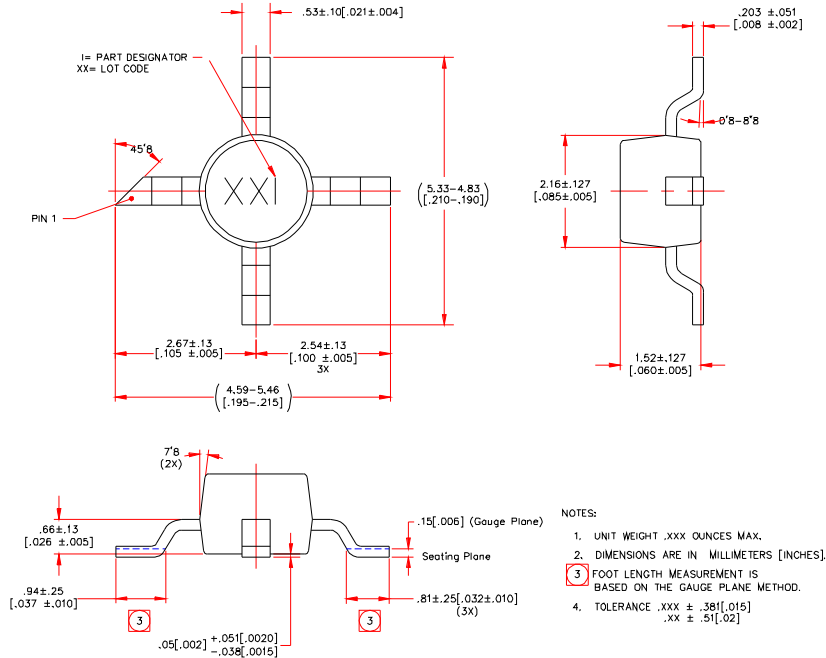 .53±.10[.021±.004]
.203 ±.051
[.008 ±.002]
I= PART DESIGNATOR
XX= LOT CODE
45°8
0°8-8°8
XXI
PIN 1
5.33-4.83
[.210-.190]
2.16±.127
[.085±.005]
2.67±.13
[.105 ±.005]
2.54±.13
[.100 ±.005]
3X
1.52±.127
[.060±.005]
4.59-5.46
[.195-.215]
7°8
(2X)
.66±.13
[.026 ±.005]
.15[.006] (Gauge Plane)
Seating Plane
.94±.25
[.037 ±.010]
.81±.25[.032±.010]
(3X)
3
3
.05[.002] +.051[.0020]
-.038[.0015]
NOTES:
1. UNIT WEIGHT .XXX OUNCES MAX.
2. DIMENSIONS ARE IN MILLIMETERS [INCHES].
3 FOOT LENGTH MEASUREMENT IS
BASED ON THE GAUGE PLANE METHOD.
4. TOLERANCE .XXX ± .381[.015]
.XX ± .51[.02]